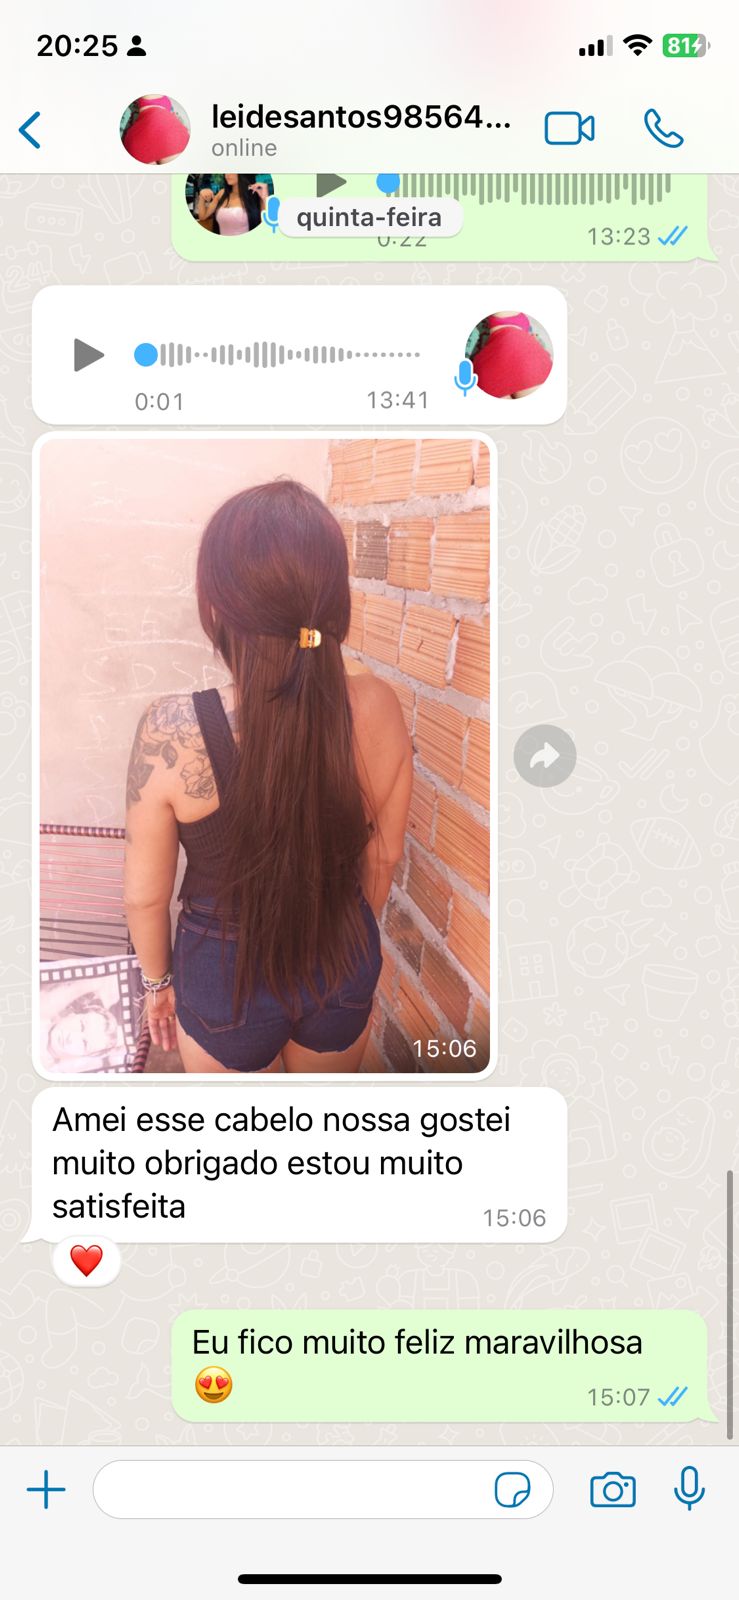 20:25
81
leidesantos98564...
online
quinta-feira
0:22
13:23
0:01
13:41
15:06
Amei esse cabelo nossa gostei
muito obrigado estou muito
satisfeita
15:06
Eu fico muito feliz maravilhosa
15:07